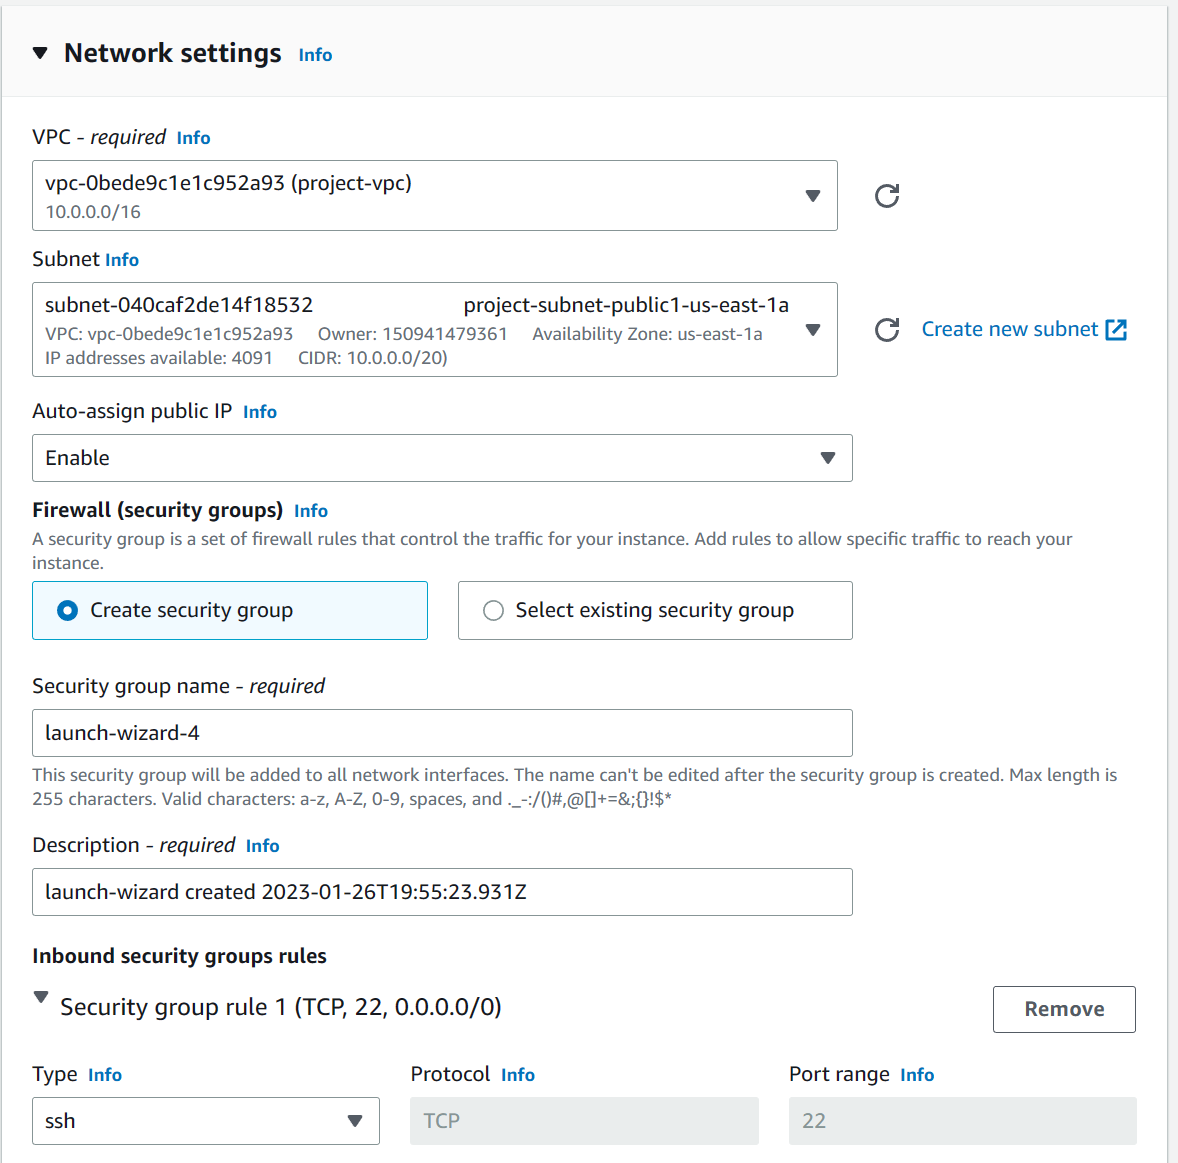 Network settings Info
VPC - required Info
vpc-0bede9c1e1c952a93 (project-vpc)
10.0.0.0/16
Subnet Info
subnet-040caf2de14f18532 project-subnet-public1-us-east-1a
VPC: vpc-0bede9c1e1c952a93 Owner: 150941479361 Availability Zone: us-east-1a
IP addresses available: 4091 CIDR: 10.0.0.0/20)
Create new subnet
Auto-assign public IP Info
Enable
Firewall (security groups) Info
A security group is a set of firewall rules that control the traffic for your instance. Add rules to allow specific traffic to reach your
instance.
Create security group
Select existing security group
Security group name - required
launch-wizard-4
This security group will be added to all network interfaces. The name can't be edited after the security group is created. Max length is
255 characters. Valid characters: a-z, A-Z, 0-9, spaces, and ._-:/()#,@[]+=&;{}!$*
Description - required Info
launch-wizard created 2023-01-26T19:55:23.931Z
Inbound security groups rules
Security group rule 1 (TCP, 22, 0.0.0.0/0)
Remove
Type Info Protocol Info Port range Info
ssh TCP 22